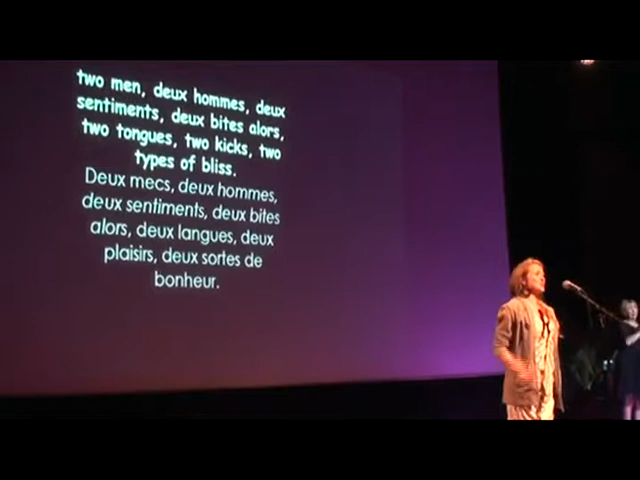 two men, deux hommes, deux
sentiments, deux bites alors,
two tongues, two kicks, two
types of bliss.
Deux mecs, deux hommes,
deux sentiments, deux bites
alors, deux langues, deux
plaisirs, deux sortes de
bonheur.